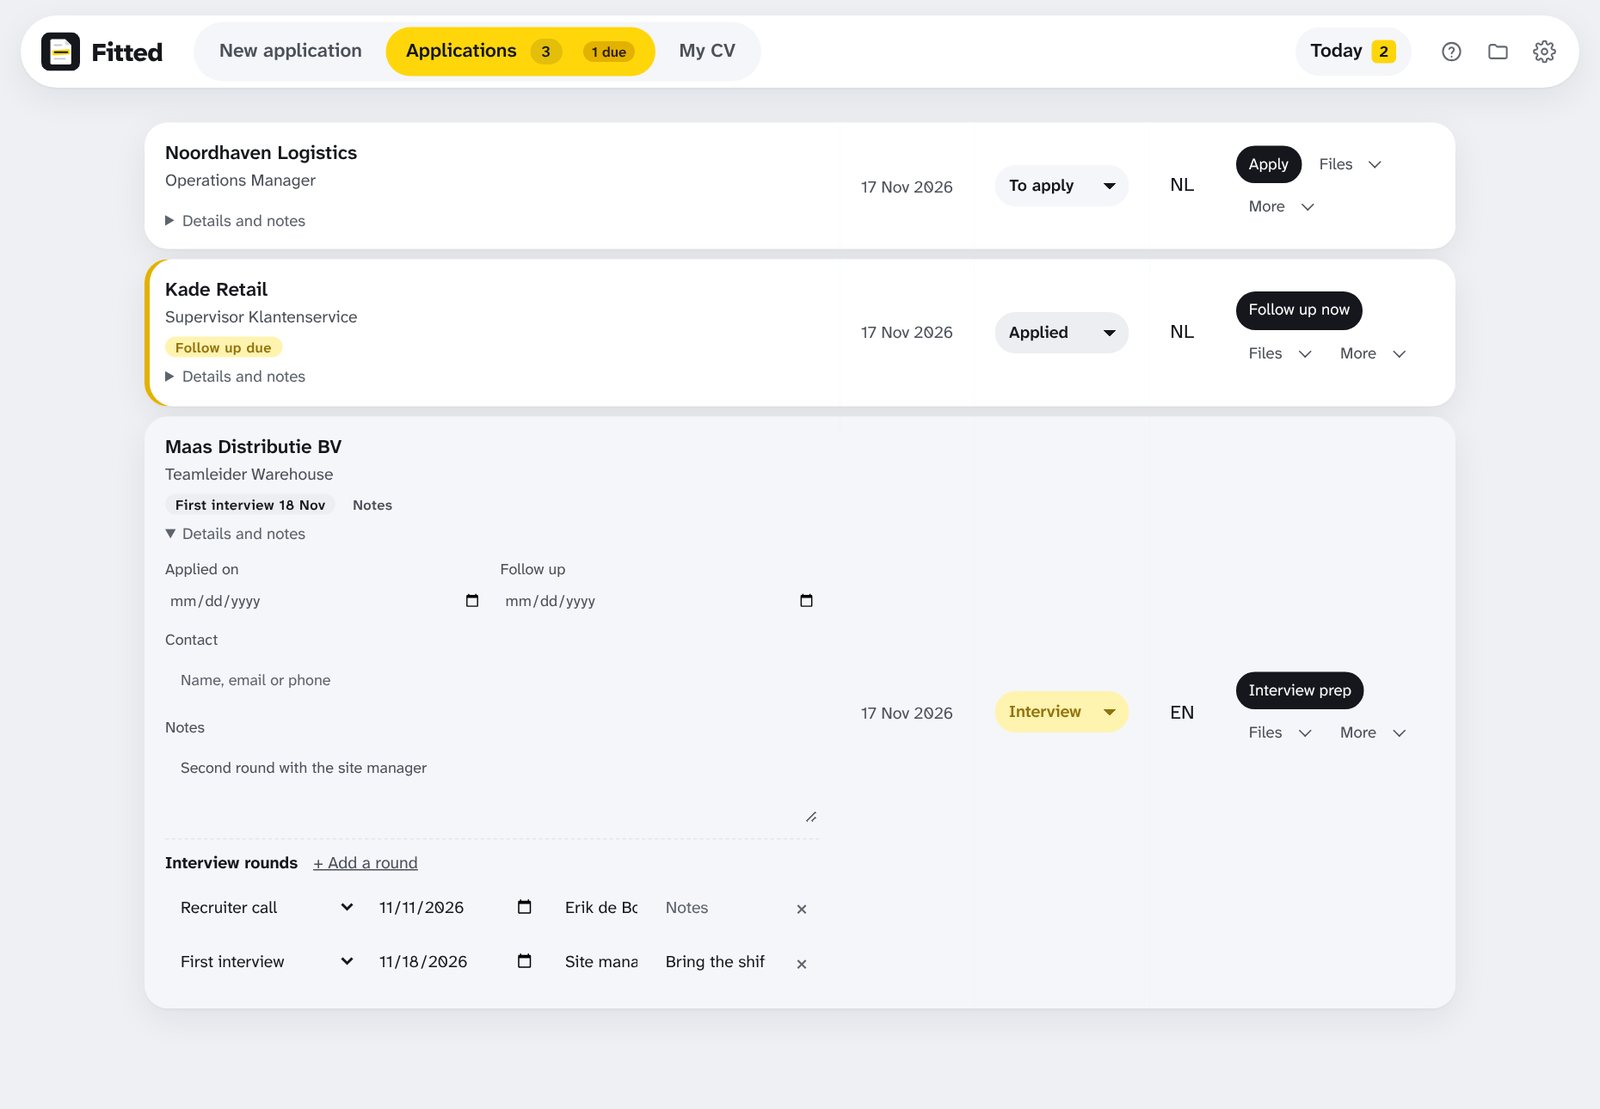 Fitted
New application
Applications 3 1 due
My CV
Today 2
Noordhaven Logistics
Operations Manager
Details and notes
17 Nov 2026
To apply
NL
Apply
Files
More
Kade Retail
Supervisor Klantenservice
Follow up due
Details and notes
17 Nov 2026
Applied
NL
Follow up now
Files
More
Maas Distributie BV
Teamleider Warehouse
First interview 18 Nov Notes
Details and notes
Applied on
Follow up
mm/dd/yyyy
mm/dd/yyyy
Contact
Name, email or phone
Notes
Second round with the site manager
17 Nov 2026
Interview
EN
Interview prep
Files
More
Interview rounds + Add a round
Recruiter call 11/11/2026 Erik de Bo Notes
First interview 11/18/2026 Site mana Bring the shif